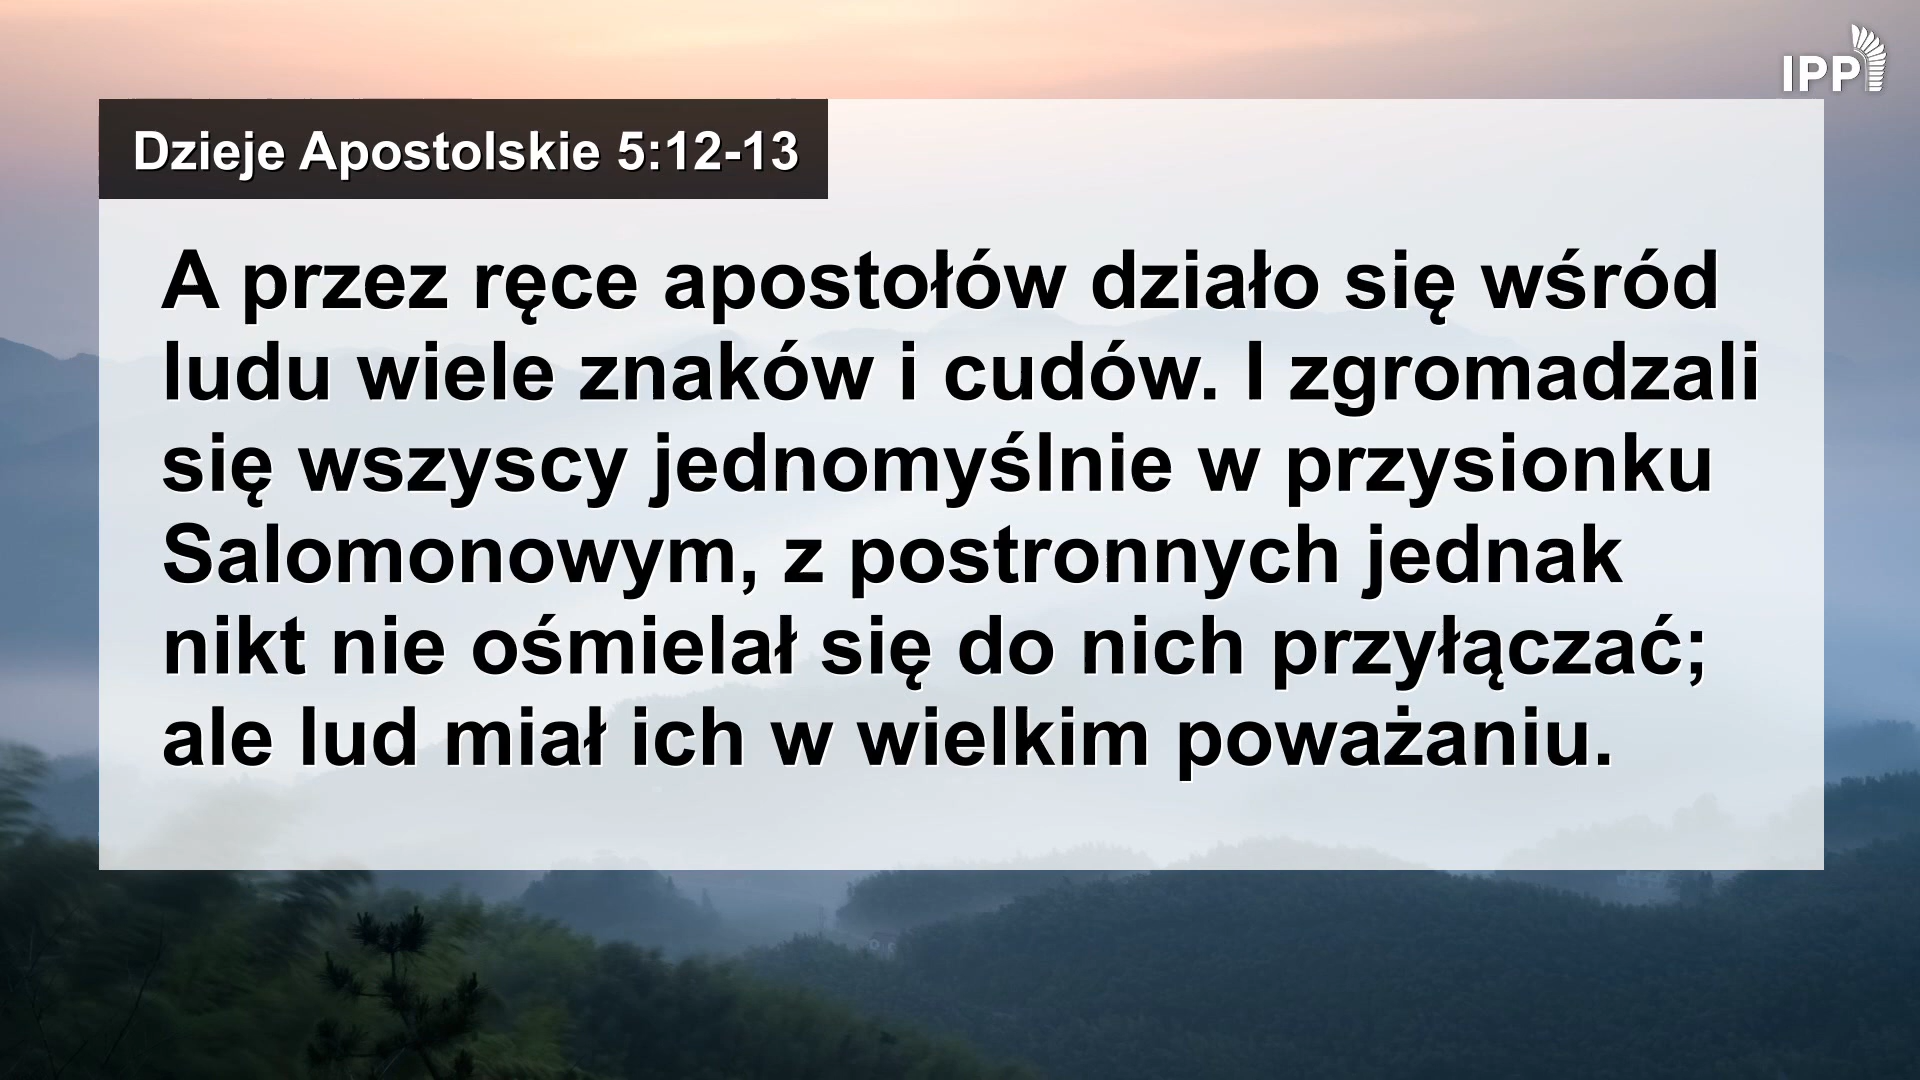 IPP
Dzieje Apostolskie 5:12-13
A przez ręce apostołów działo się wśród
ludu wiele znaków i cudów. I zgromadzali
się wszyscy jednomyślnie w przysionku
Salomonowym, z postronnych jednak
nikt nie ośmielał się do nich przyłączać;
ale lud miał ich w wielkim poważaniu.